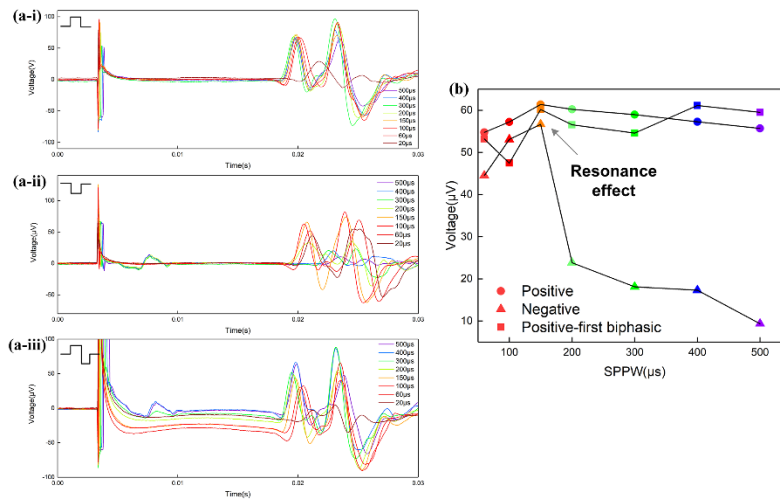 (a-i)
100
50
0
-50
-100
Voltage(V)
500µs
400µs
300µs
200µs
150µs
100µs
60µs
20µs
0.00
0.01
0.02
0.03
Time(s)
(a-ii)
100
50
0
-50
Voltage(µV)
500µs
400µs
300µs
200µs
150µs
100µs
60µs
20µs
0.00
0.01
0.02
0.03
Time(s)
(a-iii)
100
50
0
-50
-100
Voltage(µV)
500µs
400µs
300µs
200µs
150µs
100µs
60µs
20µs
0.00
0.01
0.02
0.03
Time(s)
(b)
60
50
40
30
20
10
Voltage(µV)
Resonance
effect
Positive
Negative
Positive-first biphasic
100
200
300
400
500
SPPW(µs)